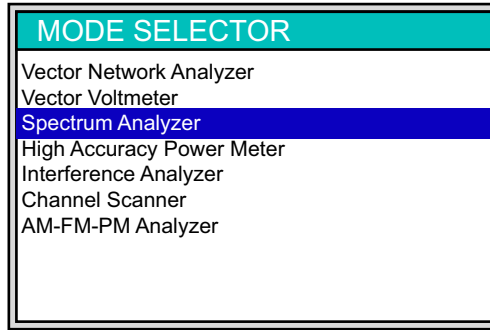 MODE SELECTOR
Vector Network Analyzer
Vector Voltmeter
Spectrum Analyzer
High Accuracy Power Meter
Interference Analyzer
Channel Scanner
AM-FM-PM Analyzer